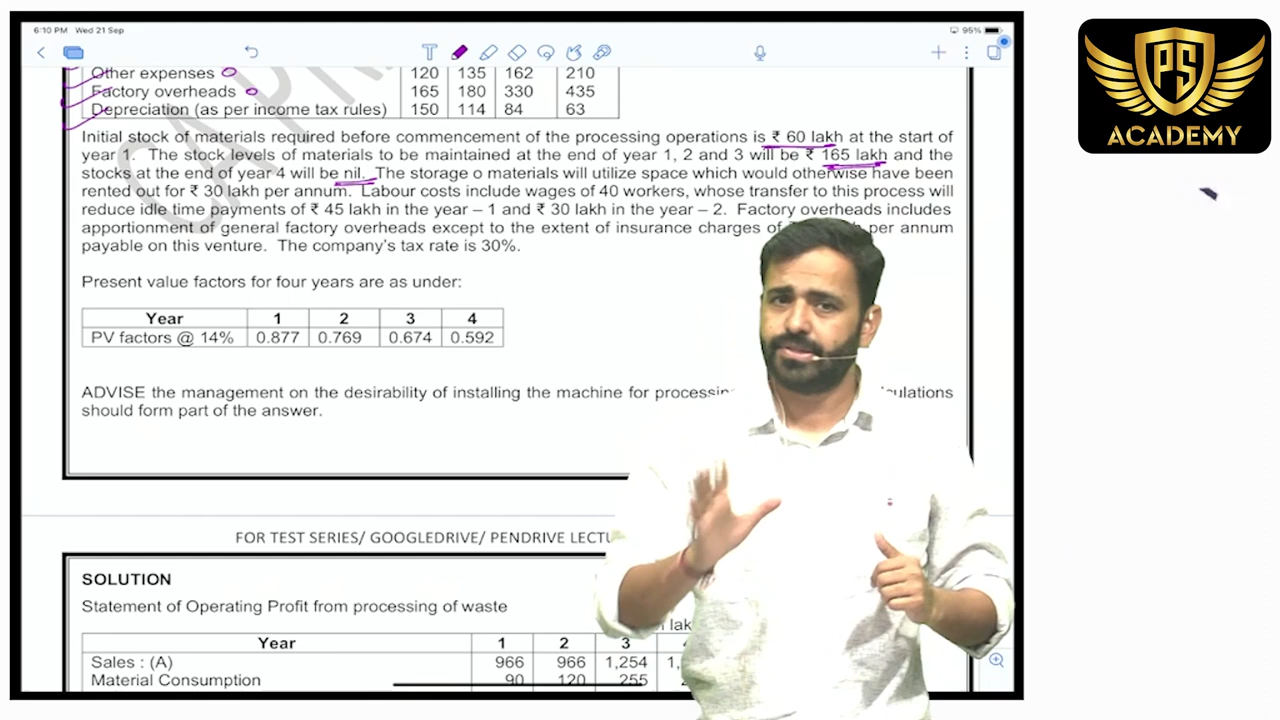 6:10 PM Wed 21 Sep
95%
Other expenses 120 135 162 210
Factory overheads 165 180 330 435
Depreciation (as per income tax rules) 150 114 84 63
Initial stock of materials required before commencement of the processing operations is ₹ 60 lakh at the start of
year 1. The stock levels of materials to be maintained at the end of year 1, 2 and 3 will be ₹ 165 lakh and the
stocks at the end of year 4 will be nil. The storage o materials will utilize space which would otherwise have been
rented out for ₹ 30 lakh per annum. Labour costs include wages of 40 workers, whose transfer to this process will
reduce idle time payments of ₹ 45 lakh in the year – 1 and ₹ 30 lakh in the year – 2. Factory overheads includes
apportionment of general factory overheads except to the extent of insurance charges of per annum
payable on this venture. The company's tax rate is 30%.
Present value factors for four years are as under:
Year 1 2 3 4
PV factors @ 14% 0.877 0.769 0.674 0.592
ADVISE the management on the desirability of installing the machine for
should form part of the answer.
FOR TEST SERIES/ GOOGLEDRIVE/ PENDRIVE
SOLUTION
Statement of Operating Profit from processing of waste
Year 1 2 3
Sales : (A) 966 966 1,254
Material Consumption 90 120 255
PS
ACADEMY